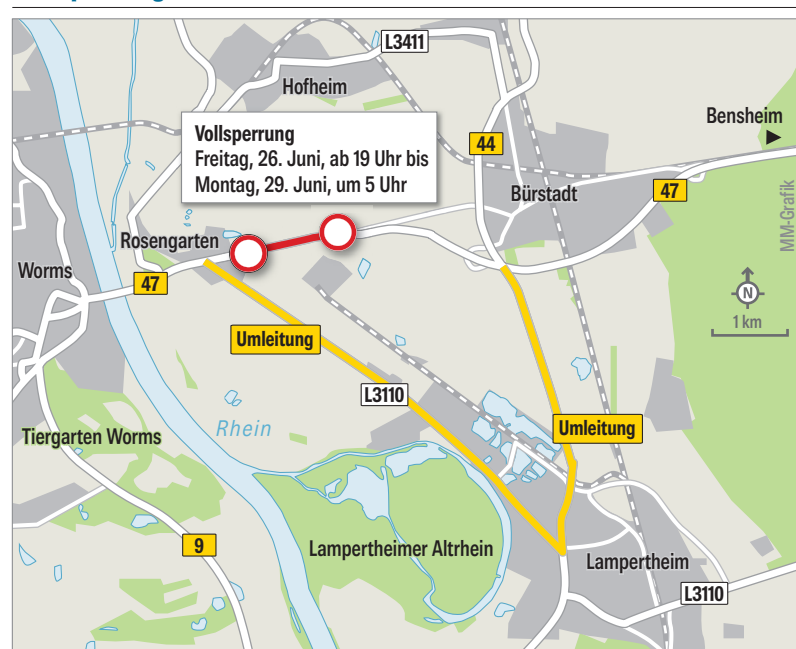 L3411
Hofheim
Bensheim
Vollsperrung
Freitag, 26. Juni, ab 19 Uhr bis
Montag, 29. Juni, um 5 Uhr
44
Bürstadt
47
MM-Grafik
Rosengarten
Worms
47
N
1 km
Umleitung
L3110
Rhein
Umleitung
Tiergarten Worms
9
Lampertheimer Altrhein
Lampertheim
L3110